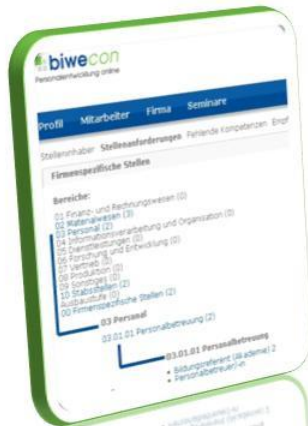 biwecon
Personalentwicklung online
Profil Mitarbeiter Firma Seminare
Stelleninhaber Stellenanforderungen Fehlende Kompetenzen Empf
Firmenspezifische Stellen
Bereiche:
01 Finanz- und Rechnungswesen (0)
02 Materialwesen (3)
03 Personal (2)
04 Informationsverarbeitung und Organisation (0)
05 Dienstleistungen (0)
06 Forschung und Entwicklung (0)
07 Vertrieb (0)
08 Produktion (0)
09 Sonstiges (0)
10 Stabsstellen (2)
Ausbaustufe (0)
00 Firmenspezifische Stellen (2)
03 Personal
03.01.01 Personalbetreuung (2)
03.01.01 Personalbetreuung
• Bildungsreferent (Akademie) 2
• Personalbetreuer/-in